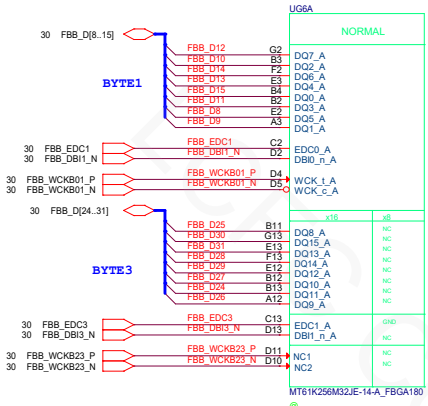 UG6A
NORMAL
30 FBB_D[8..15]
BYTE1
FBB_D12 G2 DQ7_A
FBB_D10 B3 DQ2_A
FBB_D14 F2 DQ6_A
FBB_D13 E3 DQ4_A
FBB_D15 B4 DQ0_A
FBB_D11 B2 DQ3_A
FBB_D8 E2 DQ5_A
FBB_D9 A3 DQ1_A
30 FBB_EDC1 FBB_EDC1 C2 EDC0_A
30 FBB_DBI1_N FBB_DBI1_N D2 DBI0_n_A
30 FBB_WCKB01_P FBB_WCKB01_P D4 WCK_t_A
30 FBB_WCKB01_N FBB_WCKB01_N D5 WCK_c_A
30 FBB_D[24..31]
x16 x8
BYTE3
FBB_D25 B11 DQ8_A NC
FBB_D30 G13 DQ15_A NC
FBB_D31 E13 DQ13_A NC
FBB_D28 F13 DQ14_A NC
FBB_D29 E12 DQ12_A NC
FBB_D27 B12 DQ10_A NC
FBB_D24 B13 DQ11_A NC
FBB_D26 A12 DQ9_A NC
30 FBB_EDC3 FBB_EDC3 C13 EDC1_A GND
30 FBB_DBI3_N FBB_DBI3_N D13 DBI1_n_A NC
30 FBB_WCKB23_P FBB_WCKB23_P D11 NC1 NC
30 FBB_WCKB23_N FBB_WCKB23_N D10 NC2 NC
MT61K256M32JE-14-A_FBGA180
@